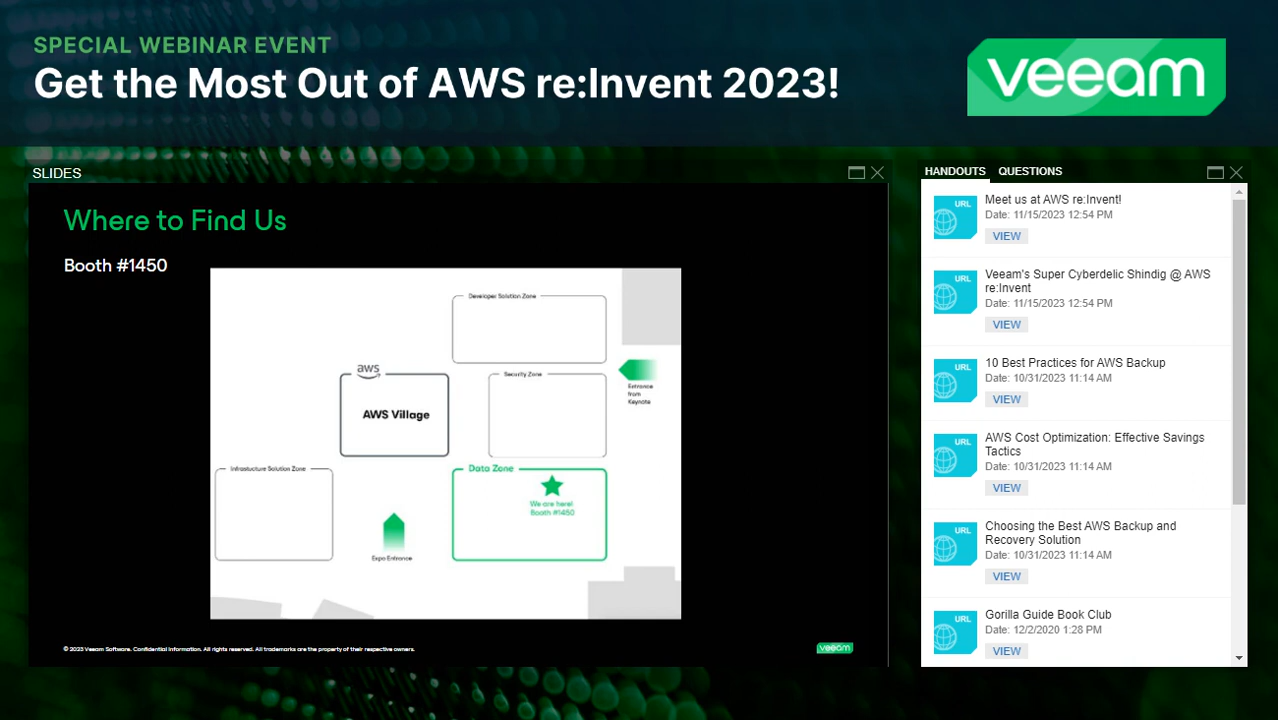 SPECIAL WEBINAR EVENT
Get the Most Out of AWS re:Invent 2023!
veeam
SLIDES
Where to Find Us
Booth #1450
Developer Solution Zone
aws
AWS Village
Security Zone
Entrance
from
Keynote
Infrastucture Solution Zone
Data Zone
We are here!
Booth #1450
Expo Entrance
© 2023 Veeam Software. Confidential information. All rights reserved. All trademarks are the property of their respective owners.
veeam
HANDOUTS QUESTIONS
URL
Meet us at AWS re:Invent!
Date: 11/15/2023 12:54 PM
VIEW
URL
Veeam's Super Cyberdelic Shindig @ AWS
re:Invent
Date: 11/15/2023 12:54 PM
VIEW
URL
10 Best Practices for AWS Backup
Date: 10/31/2023 11:14 AM
VIEW
URL
AWS Cost Optimization: Effective Savings
Tactics
Date: 10/31/2023 11:14 AM
VIEW
URL
Choosing the Best AWS Backup and
Recovery Solution
Date: 10/31/2023 11:14 AM
VIEW
URL
Gorilla Guide Book Club
Date: 12/2/2020 1:28 PM
VIEW